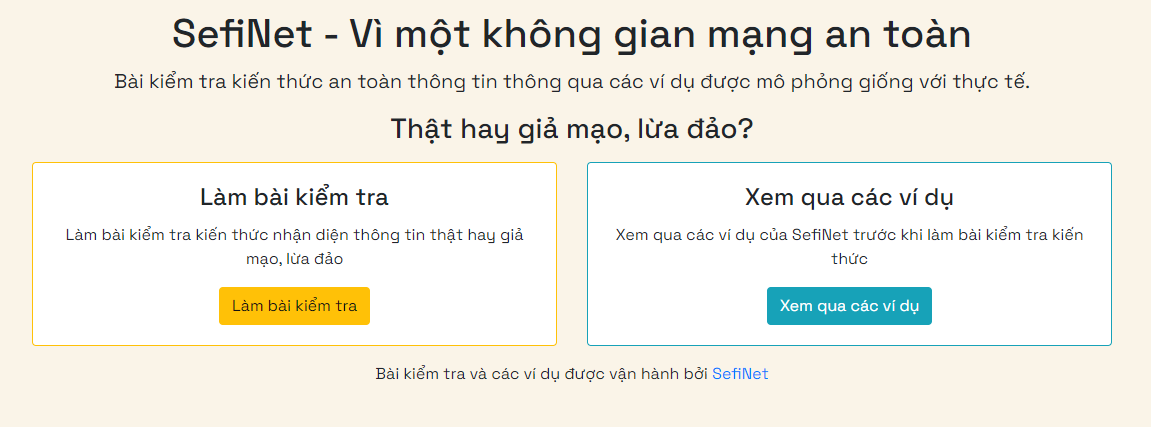 SefiNet - Vì một không gian mạng an toàn
Bài kiểm tra kiến thức an toàn thông tin thông qua các ví dụ được mô phỏng giống với thực tế.
Thật hay giả mạo, lừa đảo?
Làm bài kiểm tra
Làm bài kiểm tra kiến thức nhận diện thông tin thật hay giả
mạo, lừa đảo
Làm bài kiểm tra
Xem qua các ví dụ
Xem qua các ví dụ của SefiNet trước khi làm bài kiểm tra kiến
thức
Xem qua các ví dụ
Bài kiểm tra và các ví dụ được vận hành bởi SefiNet